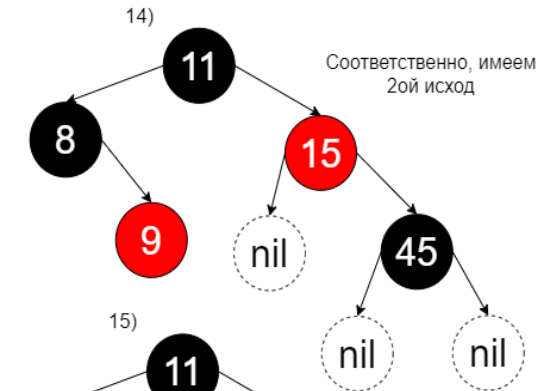 14)
11
Соответственно, имеем
2ой исход
8
15
9
nil
45
15)
nil
nil
11